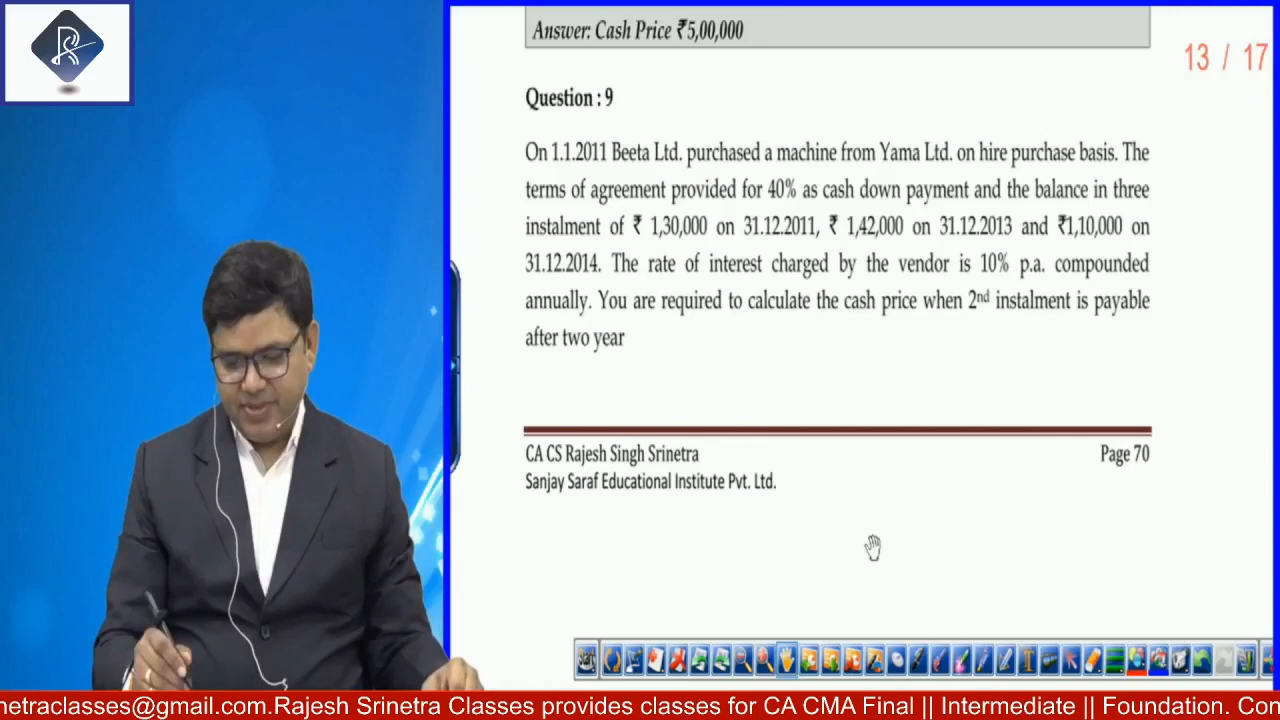 Answer: Cash Price ₹5,00,000
13 / 17
Question : 9
On 1.1.2011 Beeta Ltd. purchased a machine from Yama Ltd. on hire purchase basis. The
terms of agreement provided for 40% as cash down payment and the balance in three
instalment of ₹ 1,30,000 on 31.12.2011, ₹ 1,42,000 on 31.12.2013 and ₹1,10,000 on
31.12.2014. The rate of interest charged by the vendor is 10% p.a. compounded
annually. You are required to calculate the cash price when 2nd instalment is payable
after two year
CA CS Rajesh Singh Srinetra
Page 70
Sanjay Saraf Educational Institute Pvt. Ltd.
netraclasses@gmail.com.Rajesh Srinetra Classes provides classes for CA CMA Final || Intermediate || Foundation. Con